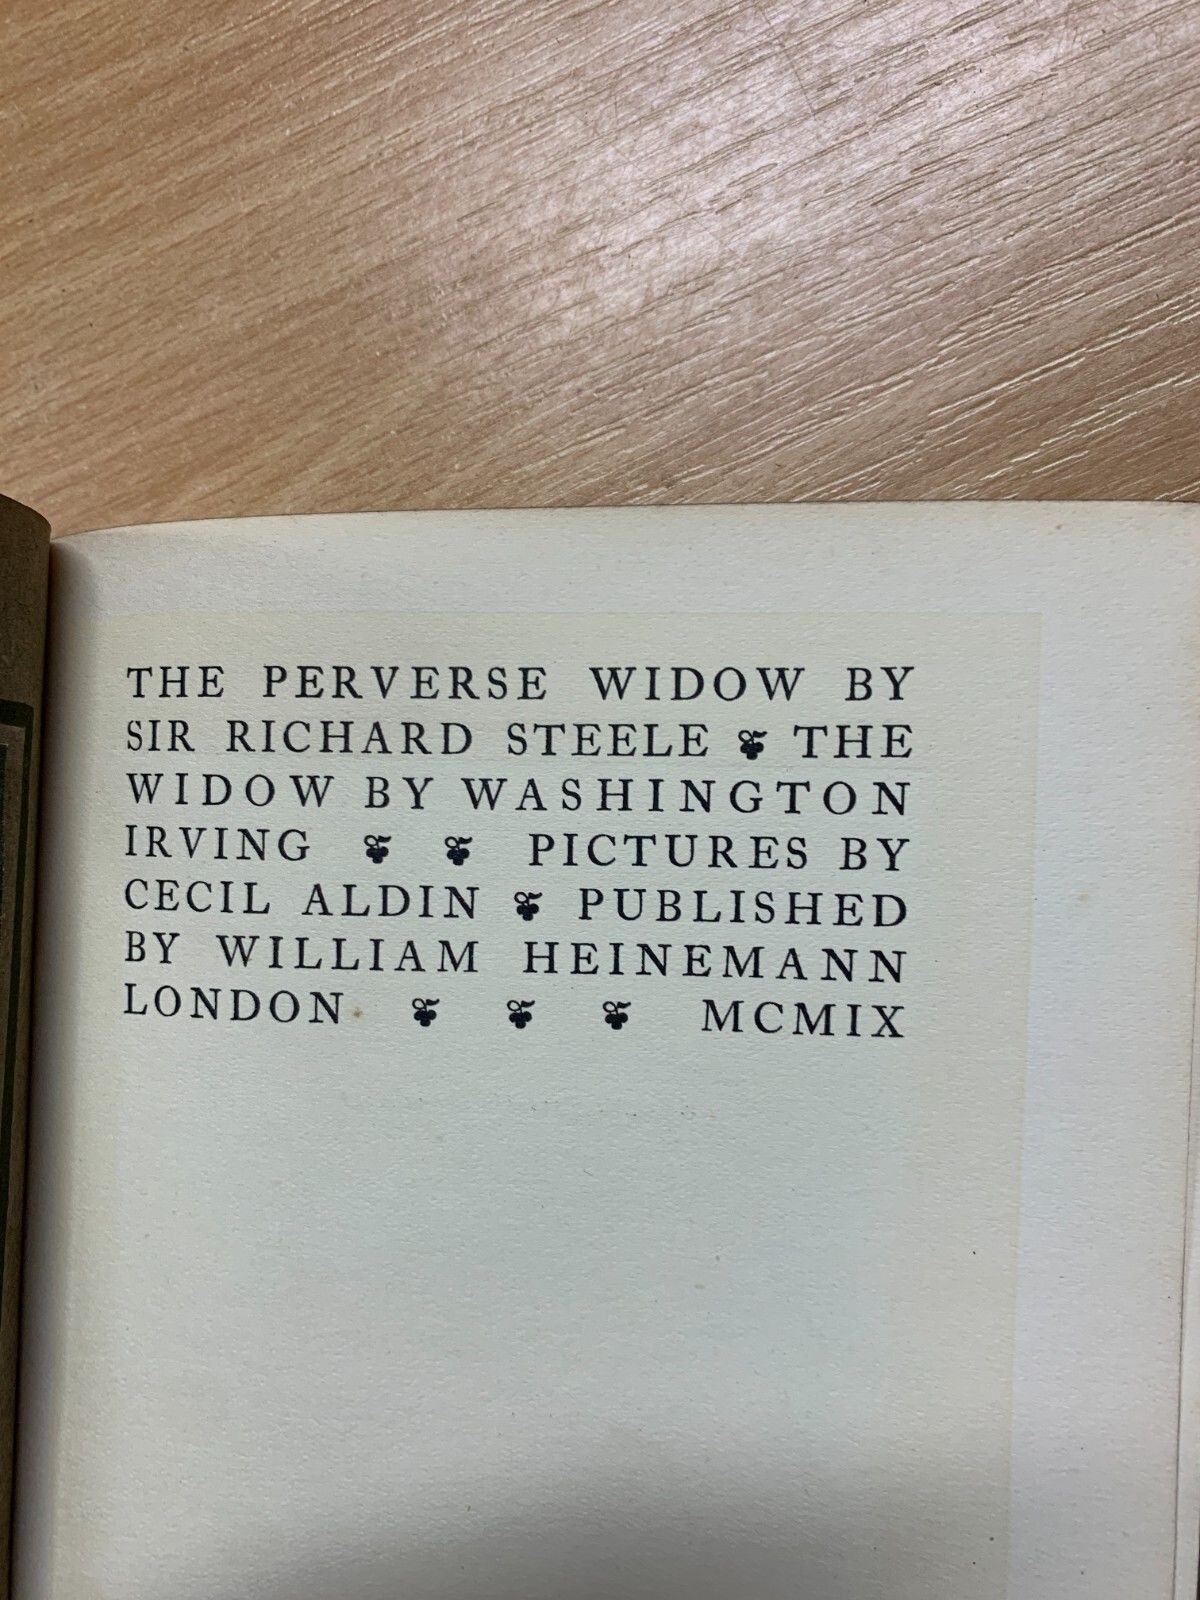 THE PERVERSE WIDOW BY
SIR RICHARD STEELE THE
WIDOW BY WASHINGTON
IRVING PICTURES BY
CECIL ALDIN PUBLISHED
BY WILLIAM HEINEMANN
LONDON MCMIX